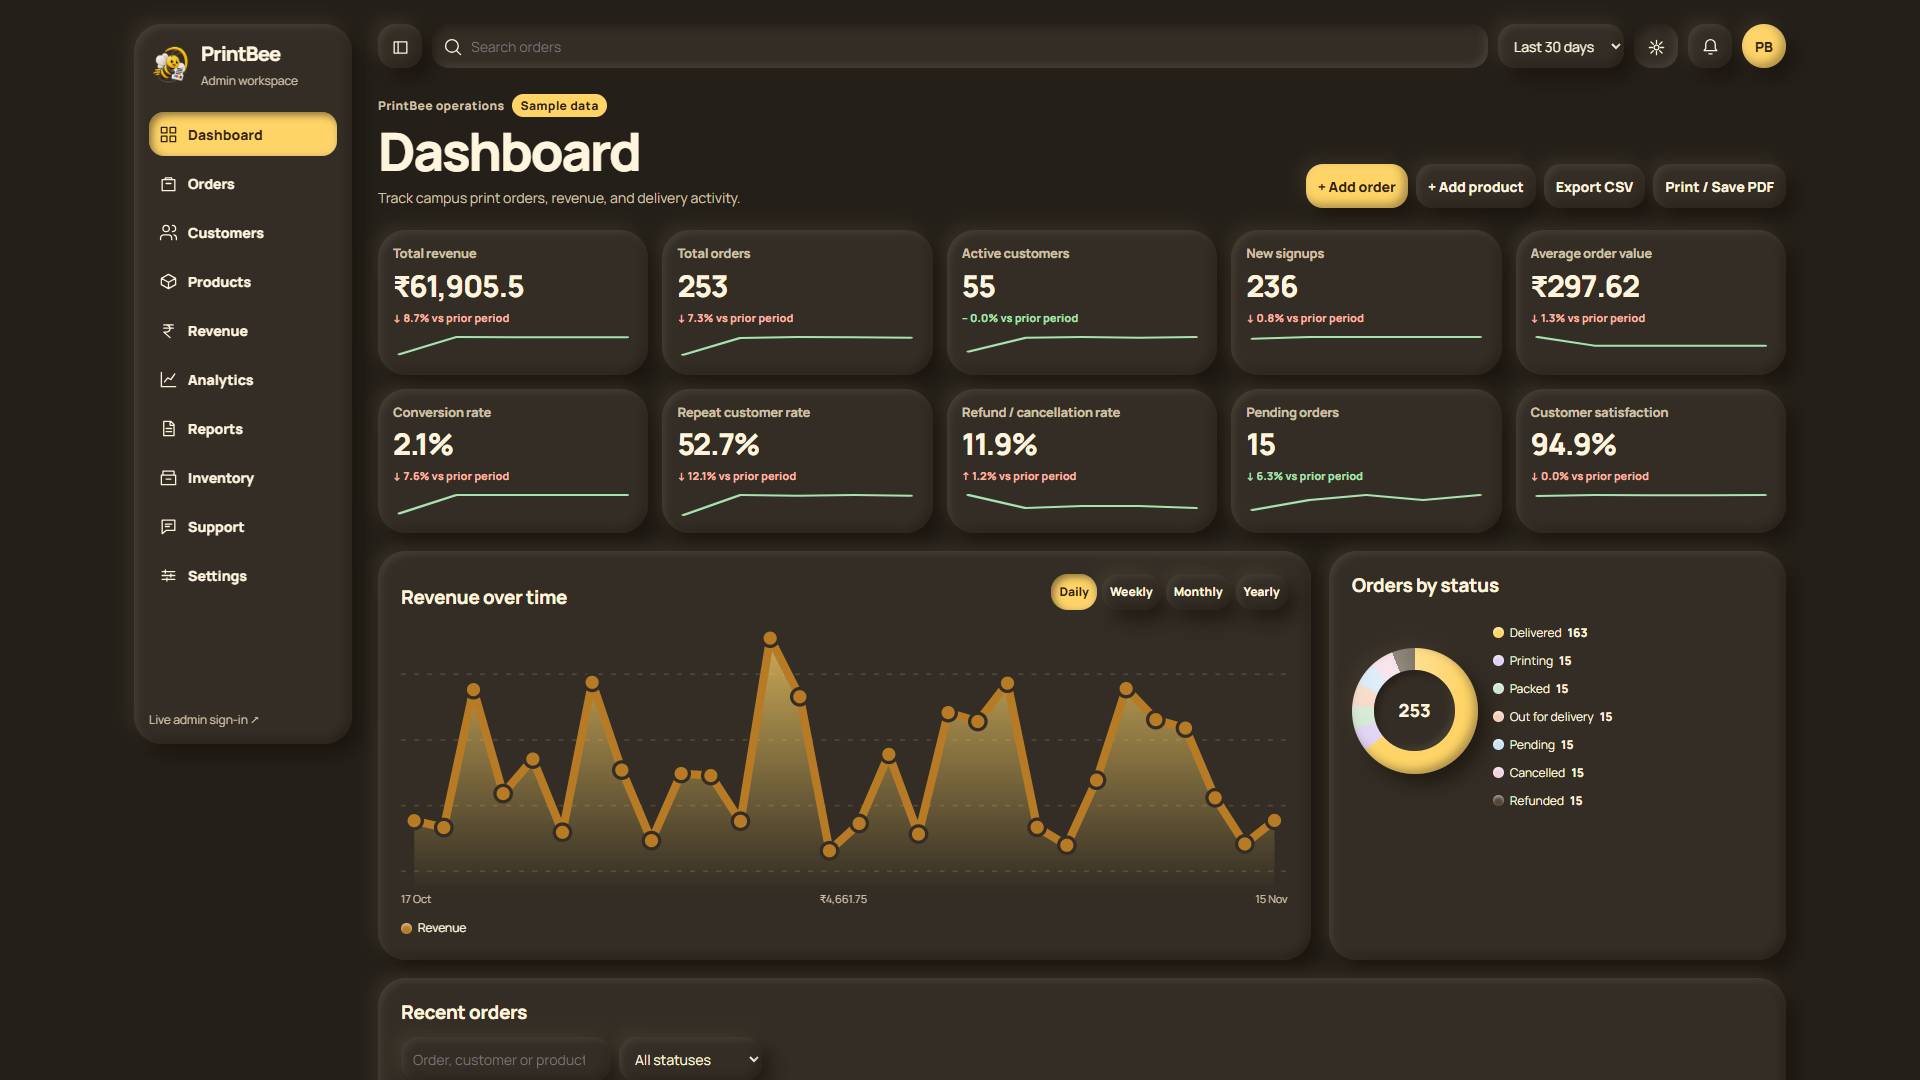 PrintBee
Admin workspace
Dashboard
Orders
Customers
Products
Revenue
Analytics
Reports
Inventory
Support
Settings
Live admin sign-in ↗
Search orders
Last 30 days
PB
PrintBee operations
Sample data
Dashboard
Track campus print orders, revenue, and delivery activity.
+ Add order
+ Add product
Export CSV
Print / Save PDF
Total revenue
₹61,905.5
↓ 8.7% vs prior period
Total orders
253
↓ 7.3% vs prior period
Active customers
55
– 0.0% vs prior period
New signups
236
↓ 0.8% vs prior period
Average order value
₹297.62
↓ 1.3% vs prior period
Conversion rate
2.1%
↓ 7.6% vs prior period
Repeat customer rate
52.7%
↓ 12.1% vs prior period
Refund / cancellation rate
11.9%
↑ 1.2% vs prior period
Pending orders
15
↓ 6.3% vs prior period
Customer satisfaction
94.9%
↓ 0.0% vs prior period
Revenue over time
Daily
Weekly
Monthly
Yearly
17 Oct
₹4,661.75
15 Nov
Revenue
Orders by status
253
Delivered 163
Printing 15
Packed 15
Out for delivery 15
Pending 15
Cancelled 15
Refunded 15
Recent orders
Order, customer or product
All statuses